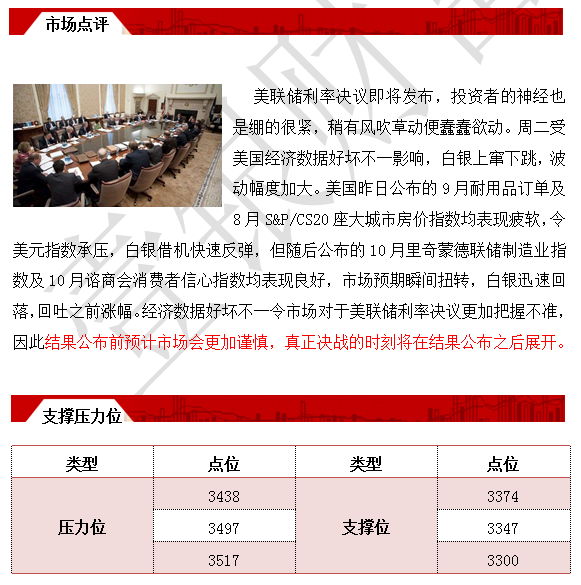 市场点评
美联储利率决议即将发布，投资者的神经也
是绷的很紧，稍有风吹草动便蠢蠢欲动。周二受
美国经济数据好坏不一影响，白银上窜下跳，波
动幅度加大。美国昨日公布的9月耐用品订单及
8月S&P/CS20座大城市房价指数均表现疲软，令
美元指数承压，白银借机快速反弹，但随后公布的10月里奇蒙德联储制造业指
数及10月谘商会消费者信心指数均表现良好，市场预期瞬间扭转，白银迅速回
落，回吐之前涨幅。经济数据好坏不一令市场对于美联储利率决议更加把握不准，
因此结果公布前预计市场会更加谨慎，真正决战的时刻将在结果公布之后展开。
支撑压力位
类型 点位 类型 点位
3438 3374
压力位 3497 支撑位 3347
3517 3300